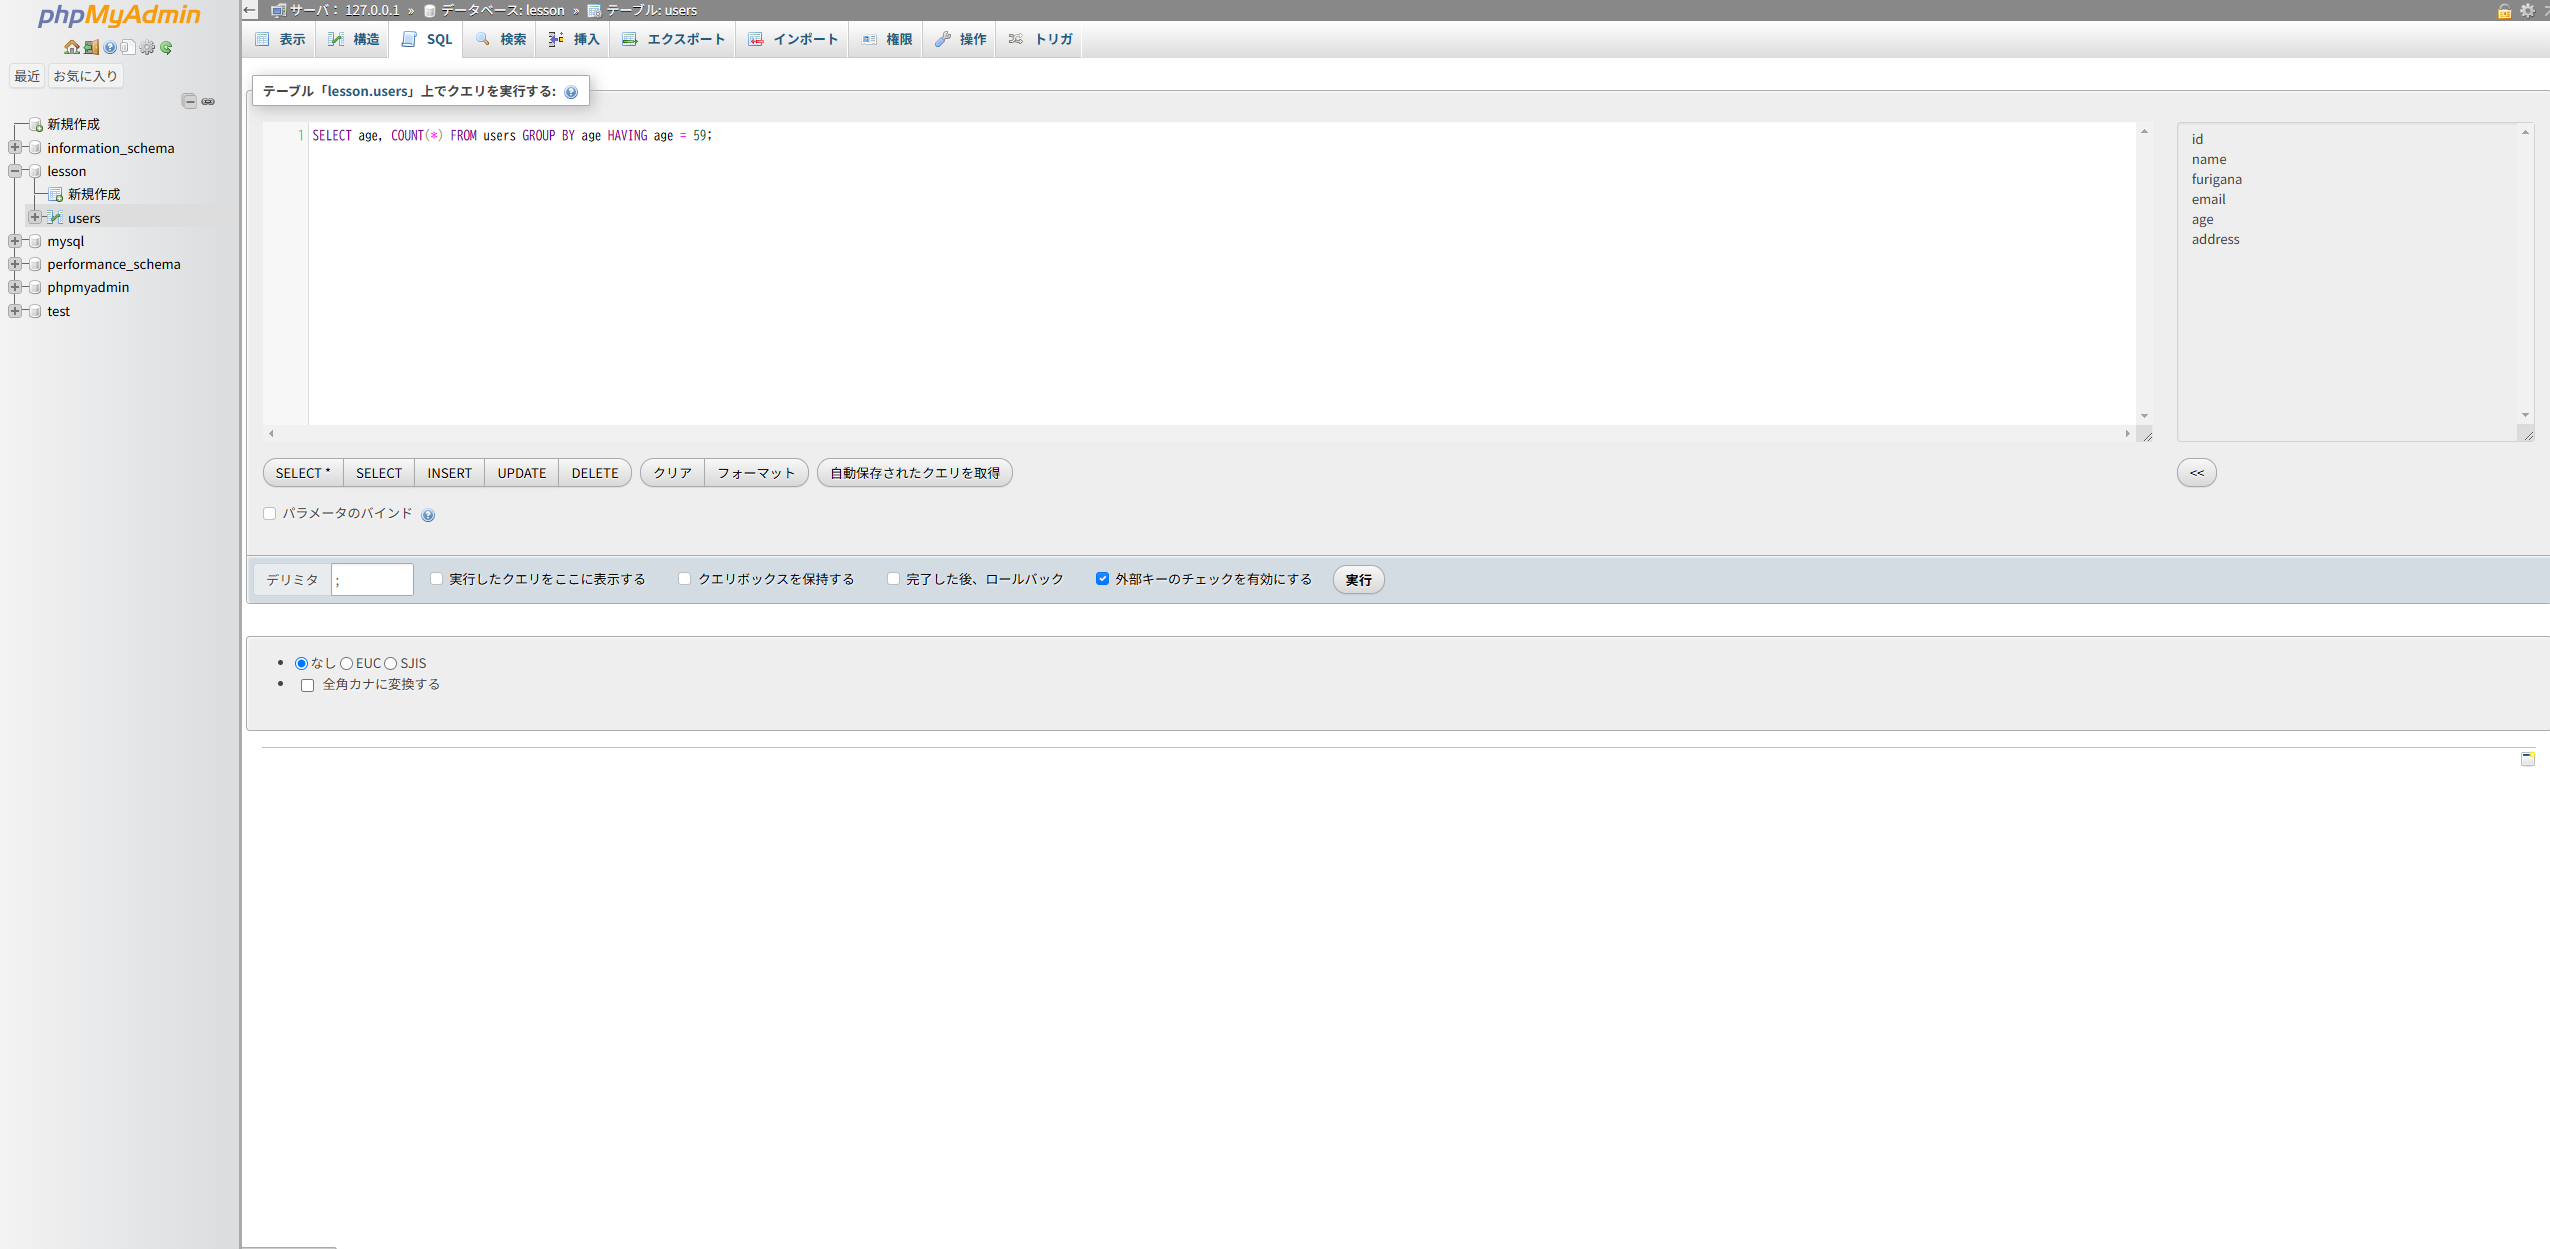 phpMyAdmin
最近 お気に入り
新規作成
information_schema
lesson
新規作成
users
mysql
performance_schema
phpmyadmin
test
サーバ: 127.0.0.1 » データベース: lesson » テーブル: users
表示 構造 SQL 検索 挿入 エクスポート インポート 権限 操作 トリガ
テーブル「lesson.users」上でクエリを実行する:
1 SELECT age, COUNT(*) FROM users GROUP BY age HAVING age = 59;
id
name
furigana
email
age
address
SELECT * SELECT INSERT UPDATE DELETE クリア フォーマット 自動保存されたクエリを取得 <<
パラメータのバインド
デリミタ ; 実行したクエリをここに表示する クエリボックスを保持する 完了した後、ロールバック 外部キーのチェックを有効にする 実行
なし EUC SJIS
全角カナに変換する